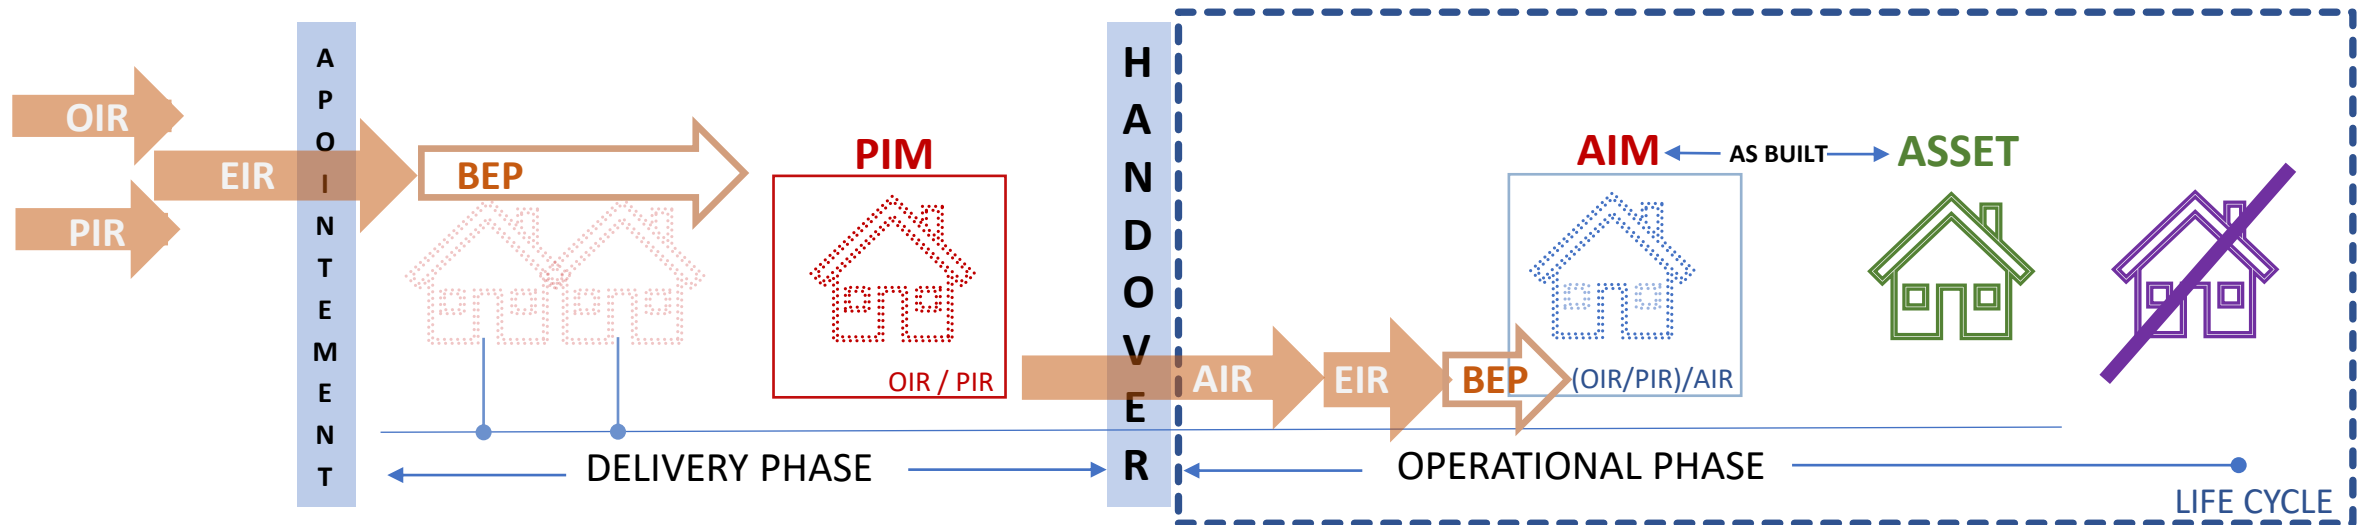 OIR
PIR
EIR
APOINTEMENT
BEP
PIM
OIR / PIR
HANDOVER
AIR
EIR
BEP
AIM
AS BUILT
ASSET
(OIR/PIR)/AIR
DELIVERY PHASE
OPERATIONAL PHASE
LIFE CYCLE